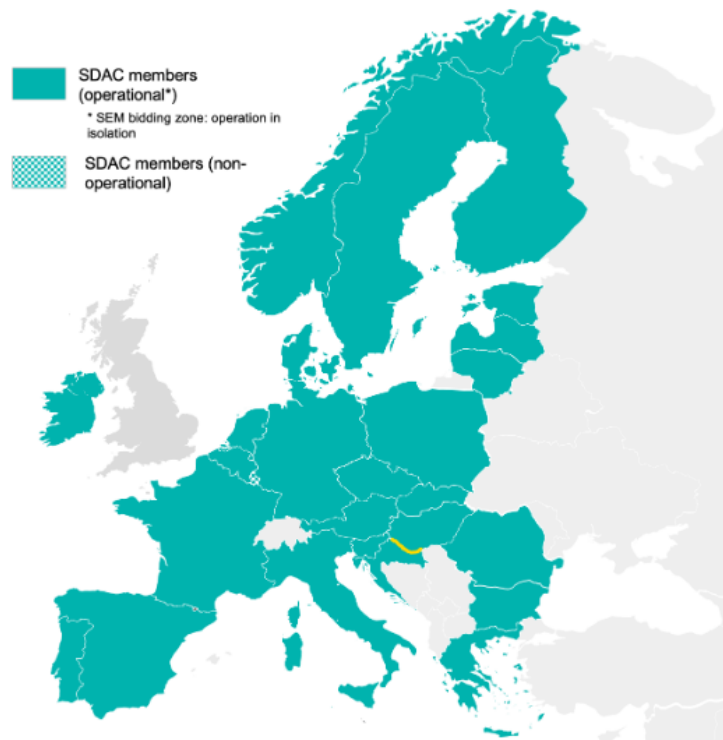 SDAC members
(operational*)
* SEM bidding zone: operation in
isolation
SDAC members (non-
operational)